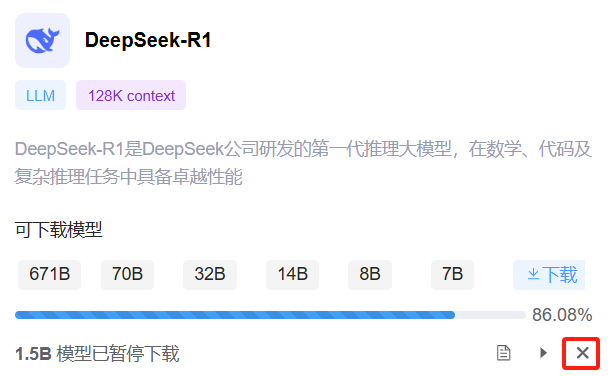 DeepSeek-R1
LLM 128K context
DeepSeek-R1是DeepSeek公司研发的第一代推理大模型，在数学、代码及
复杂推理任务中具备卓越性能
可下载模型
671B 70B 32B 14B 8B 7B 下载
86.08%
1.5B 模型已暂停下载